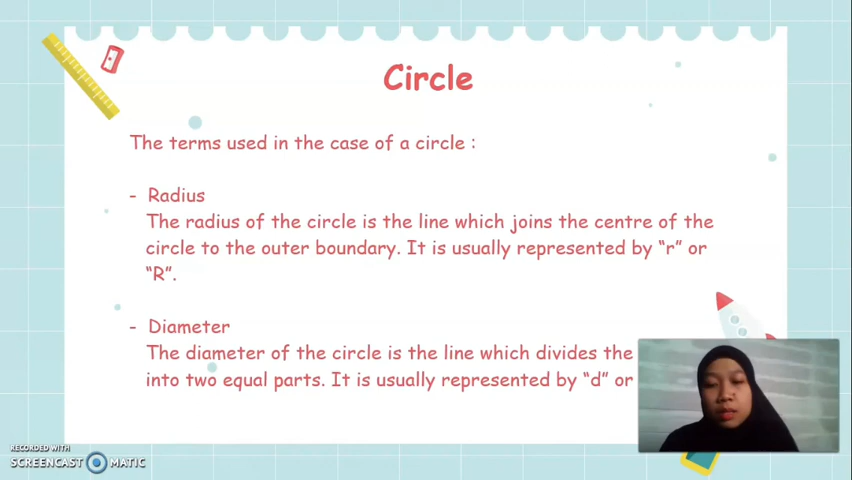 Circle
The terms used in the case of a circle :
- Radius
The radius of the circle is the line which joins the centre of the
circle to the outer boundary. It is usually represented by “r” or
“R”.
- Diameter
The diameter of the circle is the line which divides the
into two equal parts. It is usually represented by “d” or
RECORDED WITH
SCREENCAST MATIC